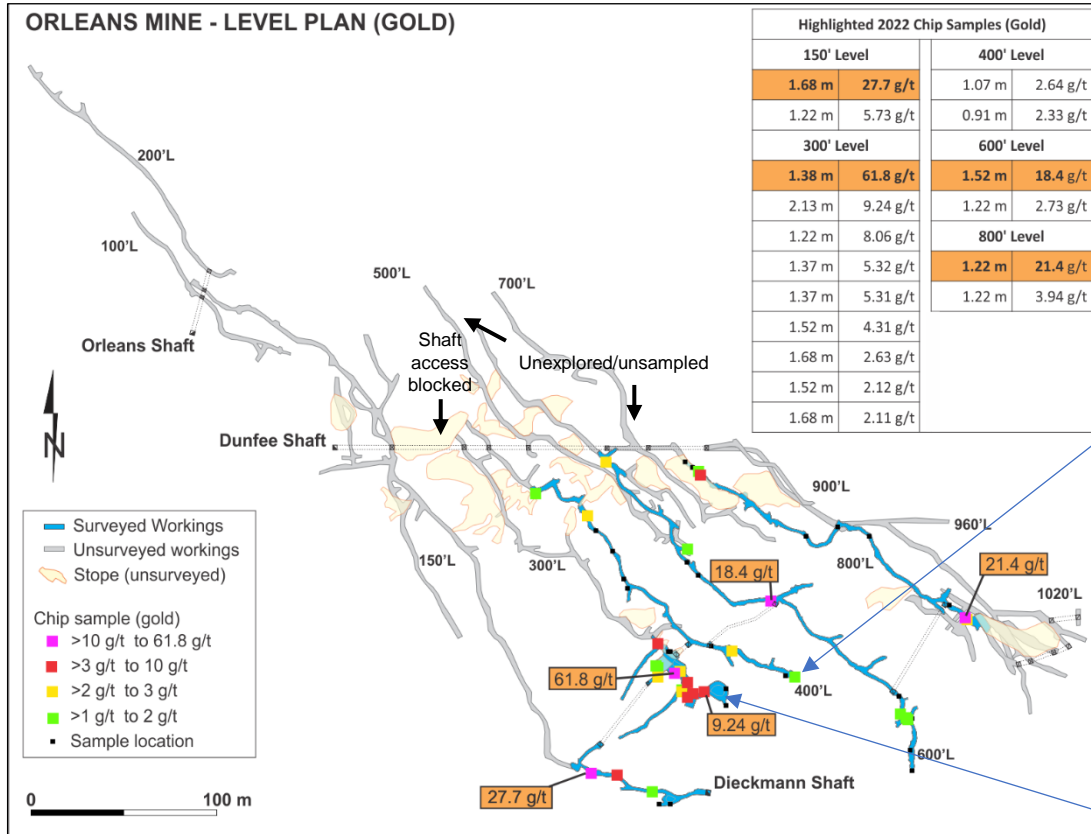 ORLEANS MINE - LEVEL PLAN (GOLD)
Highlighted 2022 Chip Samples (Gold)
150' Level
1.68 m 27.7 g/t
1.22 m 5.73 g/t
300' Level
1.38 m 61.8 g/t
2.13 m 9.24 g/t
1.22 m 8.06 g/t
1.37 m 5.32 g/t
1.37 m 5.31 g/t
1.52 m 4.31 g/t
1.68 m 2.63 g/t
1.52 m 2.12 g/t
1.68 m 2.11 g/t
400' Level
1.07 m 2.64 g/t
0.91 m 2.33 g/t
600' Level
1.52 m 18.4 g/t
1.22 m 2.73 g/t
800' Level
1.22 m 21.4 g/t
1.22 m 3.94 g/t
200'L
100'L
500'L
700'L
Orleans Shaft
Shaft
access
blocked
Unexplored/unsampled
N
Dunfee Shaft
900'L
960'L
150'L
300'L
800'L
18.4 g/t
21.4 g/t
1020'L
61.8 g/t
400'L
9.24 g/t
600'L
Dieckmann Shaft
27.7 g/t
Surveyed Workings
Unsurveyed workings
Stope (unsurveyed)
Chip sample (gold)
>10 g/t to 61.8 g/t
>3 g/t to 10 g/t
>2 g/t to 3 g/t
>1 g/t to 2 g/t
Sample location
0 100 m